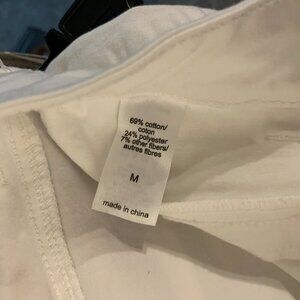 69% cotton/
coton
24% polyester
7% other fibers/
autres fibres
M
made in china